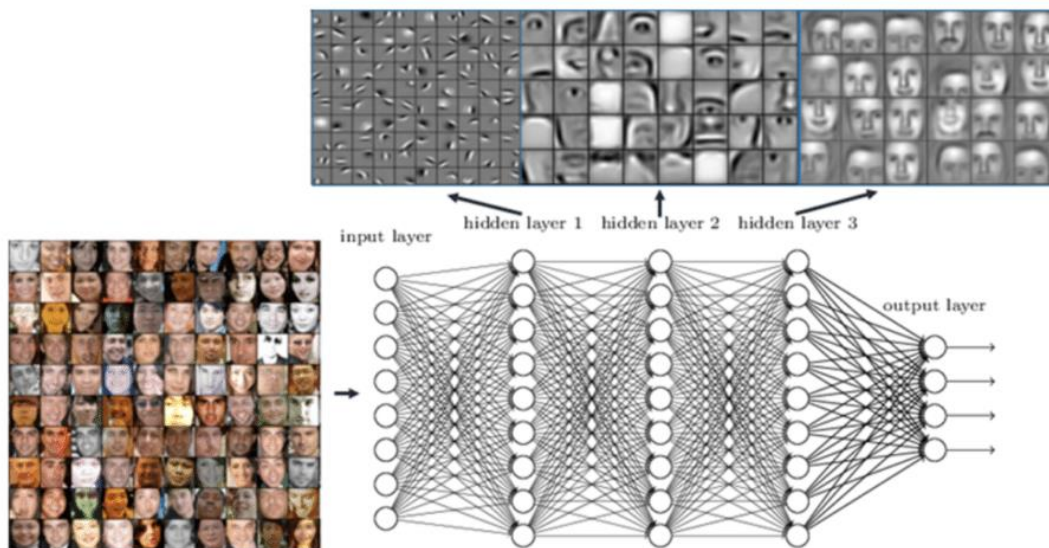 hidden layer 1
hidden layer 2
hidden layer 3
input layer
output layer